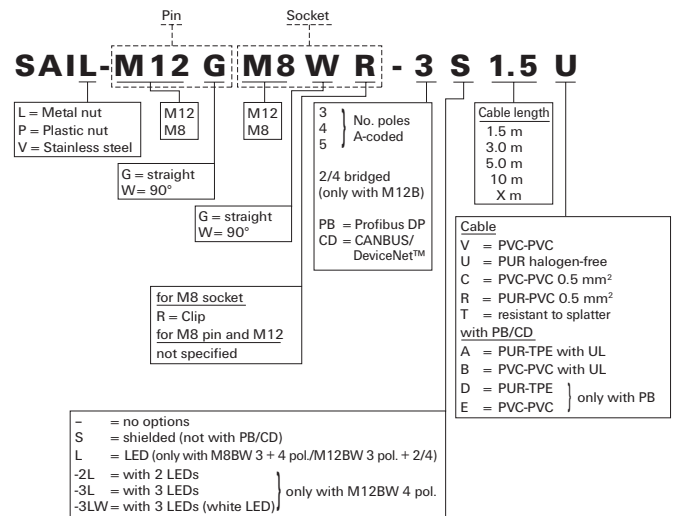 Pin Socket
SAIL-M12 G M8 W R - 3 S 1.5 U
L = Metal nut
P = Plastic nut
V = Stainless steel
M12
M8
M12
M8
G = straight
W= 90°
G = straight
W= 90°
3
4
5
No. poles
A-coded
2/4 bridged
(only with M12B)
PB = Profibus DP
CD = CANBUS/
DeviceNet™
Cable length
1.5 m
3.0 m
5.0 m
10 m
X m
for M8 socket
R = Clip
for M8 pin and M12
not specified
Cable
V = PVC-PVC
U = PUR halogen-free
C = PVC-PVC 0.5 mm²
R = PUR-PVC 0.5 mm²
T = resistant to splatter
with PB/CD
A = PUR-TPE with UL
B = PVC-PVC with UL
D = PUR-TPE
E = PVC-PVC
only with PB
– = no options
S = shielded (not with PB/CD)
L = LED (only with M8BW 3 + 4 pol./M12BW 3 pol. + 2/4)
-2L = with 2 LEDs
-3L = with 3 LEDs
-3LW = with 3 LEDs (white LED)
only with M12BW 4 pol.